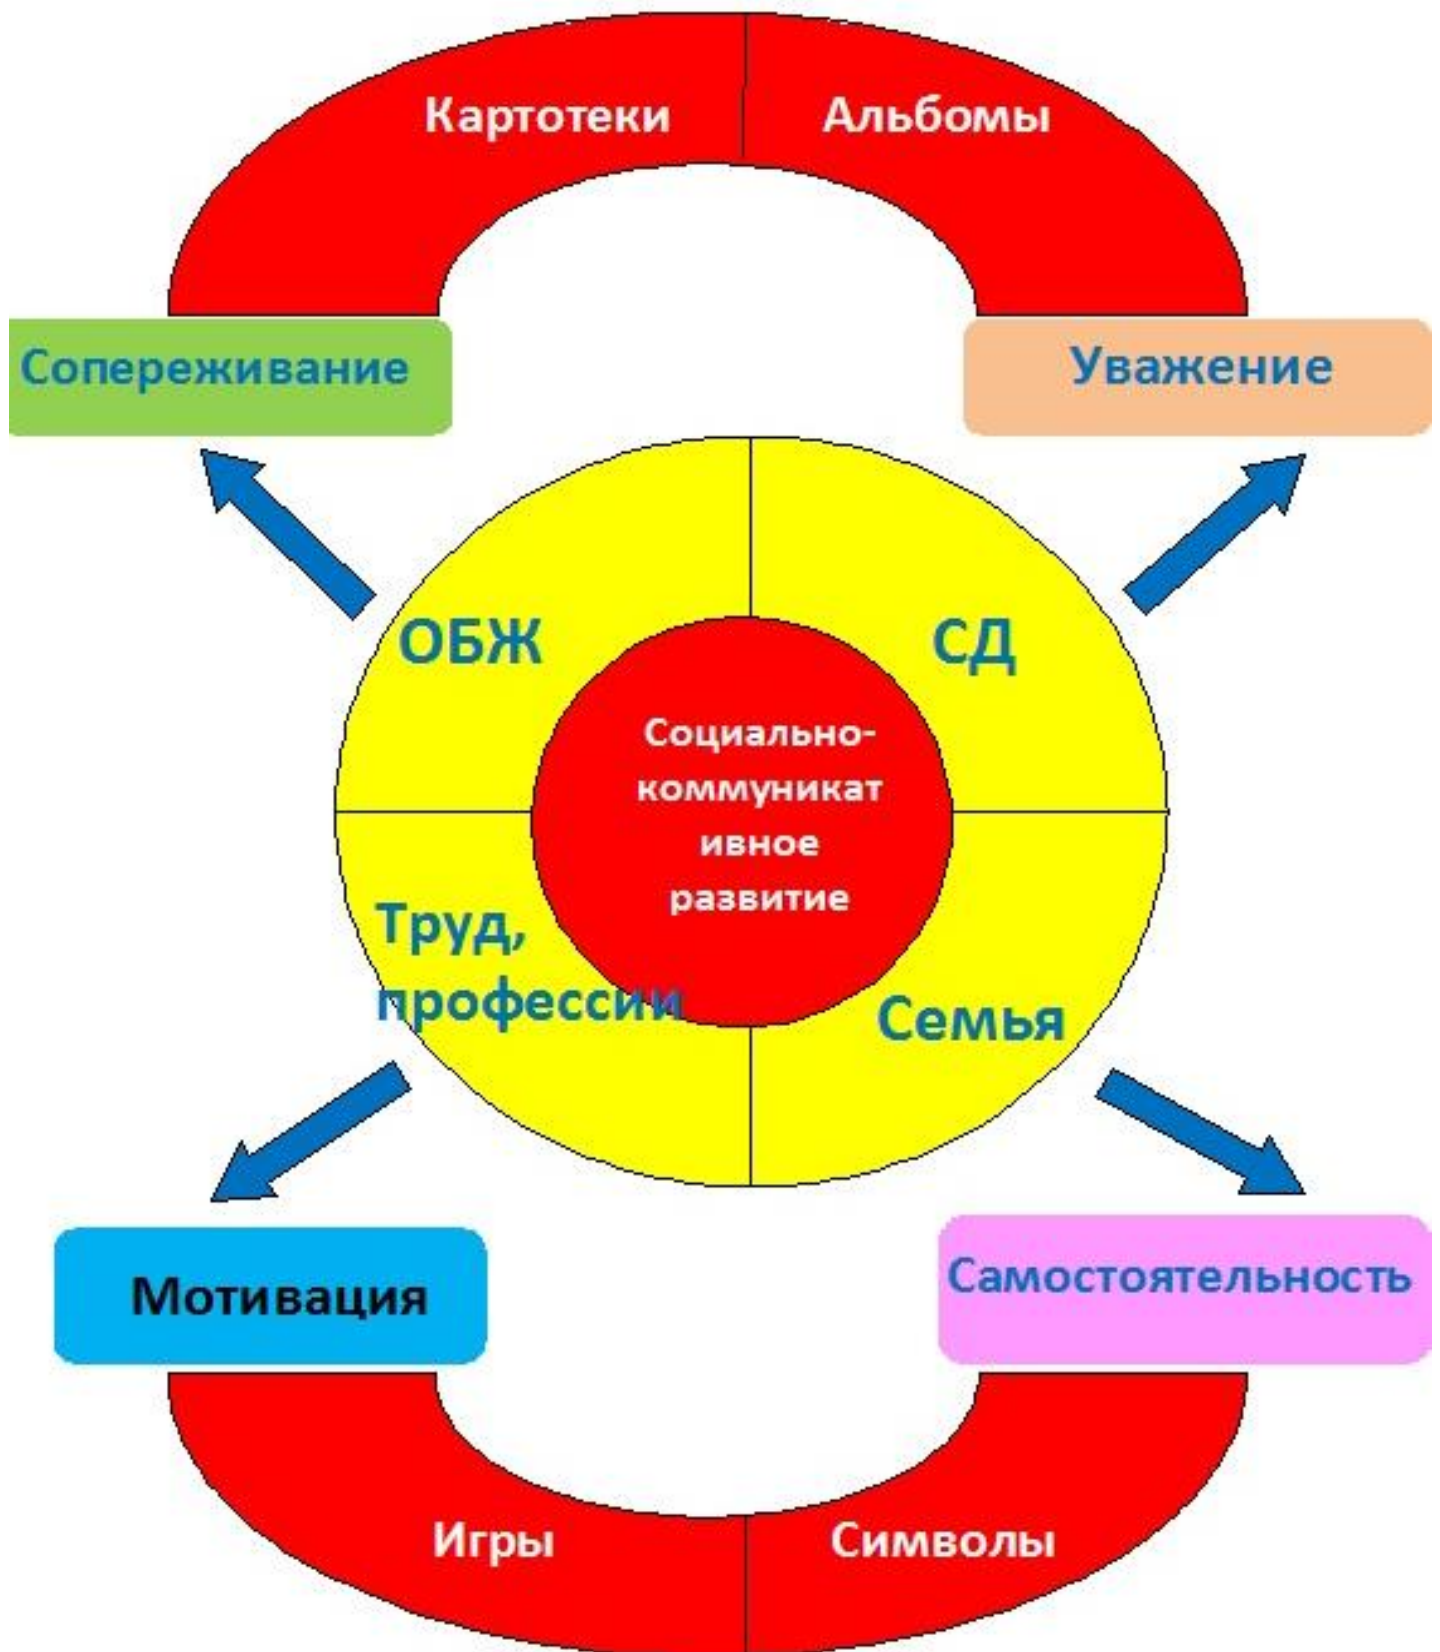 Картотеки
Альбомы
Сопереживание
Уважение
ОБЖ
СД
Социально-
коммуникат
ивное
развитие
Труд,
профессии
Семья
Мотивация
Самостоятельность
Игры
Символы